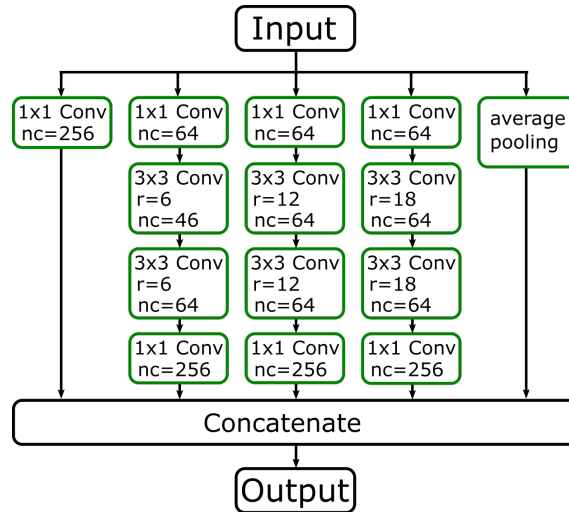 Input
1x1 Conv
nc=256
1x1 Conv
nc=64
1x1 Conv
nc=64
1x1 Conv
nc=64
average
pooling
3x3 Conv
r=6
nc=46
3x3 Conv
r=12
nc=64
3x3 Conv
r=18
nc=64
3x3 Conv
r=6
nc=64
3x3 Conv
r=12
nc=64
3x3 Conv
r=18
nc=64
1x1 Conv
nc=256
1x1 Conv
nc=256
1x1 Conv
nc=256
Concatenate
Output